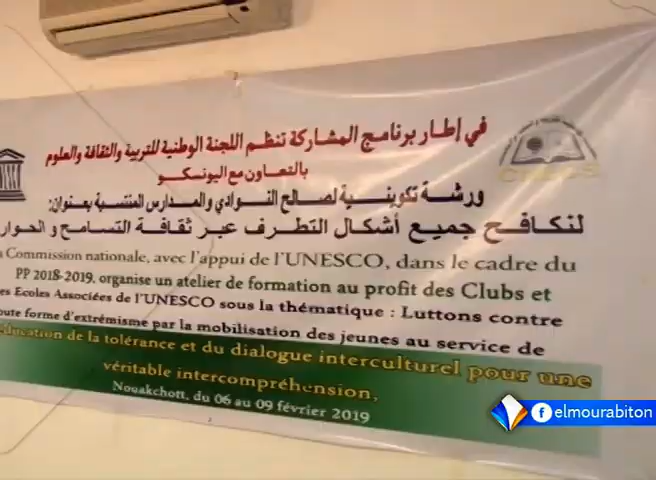 في إطار برنامج المشاركة تنظم اللجنة الوطنية للتربية والثقافة والعلوم
بالتعاون مع اليونسكو
ورشة تكوينية لصالح النوادي والمدارس المنتسبة بعنوان:
لنكافح جميع أشكال التطرف عبر ثقافة التسامح و الحوار
Commission nationale, avec l'appui de l'UNESCO, dans le cadre du
PP 2018-2019, organise un atelier de formation au profit des Clubs et
es Ecoles Associées de l'UNESCO sous la thématique : Luttons contre
oute forme d'extrémisme par la mobilisation des jeunes au service de
éducation de la tolérance et du dialogue interculturel pour une
véritable intercompréhension,
Nouakchott, du 06 au 09 février 2019
f elmourabiton